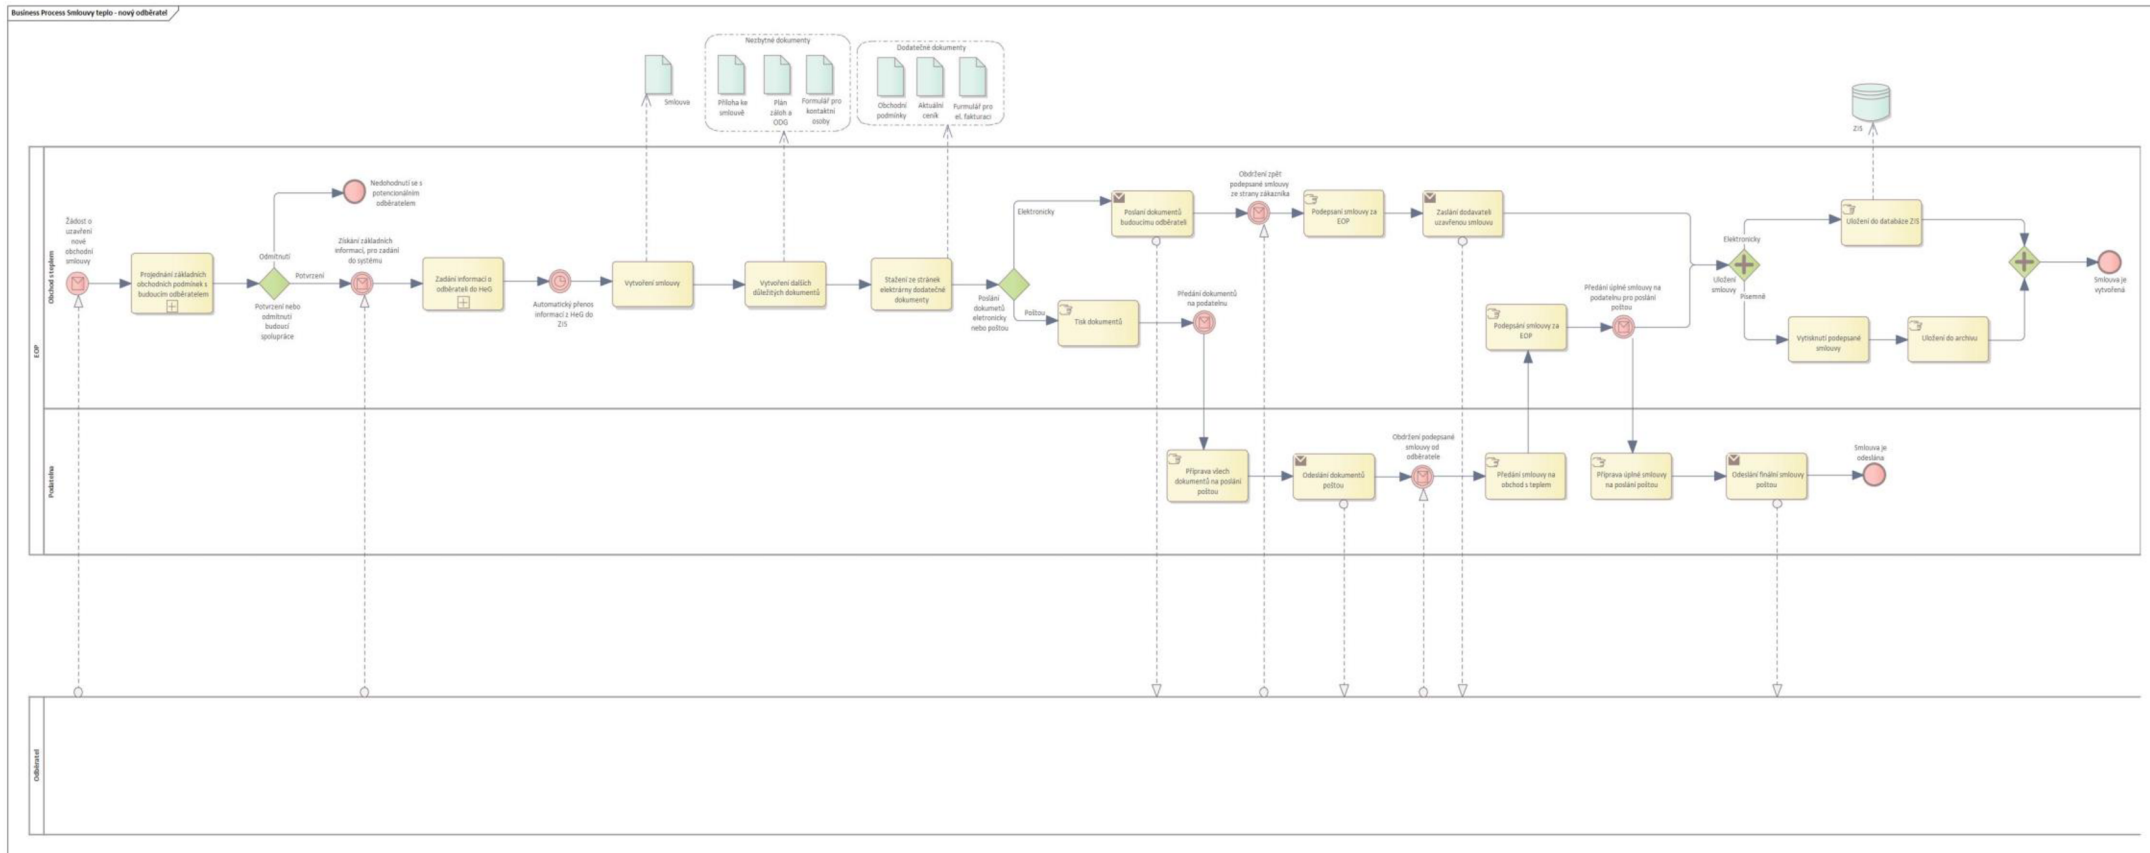 Business Process Smlouvy teplo - nový odběratel
Nezbytné dokumenty
Dodatečné dokumenty
Smlouva
Příloha ke
smlouvě
Plán
záloh a
ODG
Formulář pro
kontaktní
osoby
Obchodní
podmínky
Aktuální
ceník
Furmulář pro
el. fakturaci
ZIS
EOP
Obchod s teplem
Žádost o
uzavření
nové
obchodní
smlouvy
Projednání základních
obchodních podmínek s
budoucím odběratelem
Odmítnutí
Nedohodnutí se s
potencionálním
odběratelem
Potvrzení
Potvrzení nebo
odmítnutí
budoucí
spolupráce
Získání základních
informací, pro zadání
do systému
Zadání informací o
odběrateli do HeG
Automatický přenos
informací z HeG do
ZIS
Vytvoření smlouvy
Vytvoření dalších
důležitých dokumentů
Stažení ze stránek
elektrárny dodatečné
dokumenty
Poslání
dokumetů
eletronicky
nebo poštou
Elektronicky
Poštou
Poslaní dokumentů
budoucímu odběrateli
Obdržení zpět
podepsané smlouvy
ze strany zákazníka
Podepsaní smlouvy za
EOP
Zaslání dodavateli
uzavřenou smlouvu
Tisk dokumentů
Předání dokumentů
na podatelnu
Podepsání smlouvy za
EOP
Předání úplné smlouvy na
podatelnu pro poslání
poštou
Elektronicky
Uložení
smlouvy
Písemně
Uložení do databáze ZIS
Vytisknutí podepsané
smlouvy
Uložení do archivu
Smlouva je
vytvořená
Podatelna
Příprava všech
dokumentů na poslání
poštou
Odeslání dokumentů
poštou
Obdržení podepsané
smlouvy od
odběratele
Předání smlouvy na
obchod s teplem
Příprava úplné smlouvy
na poslání poštou
Odeslání finální smlouvy
poštou
Smlouva je
odeslána
Odběratel